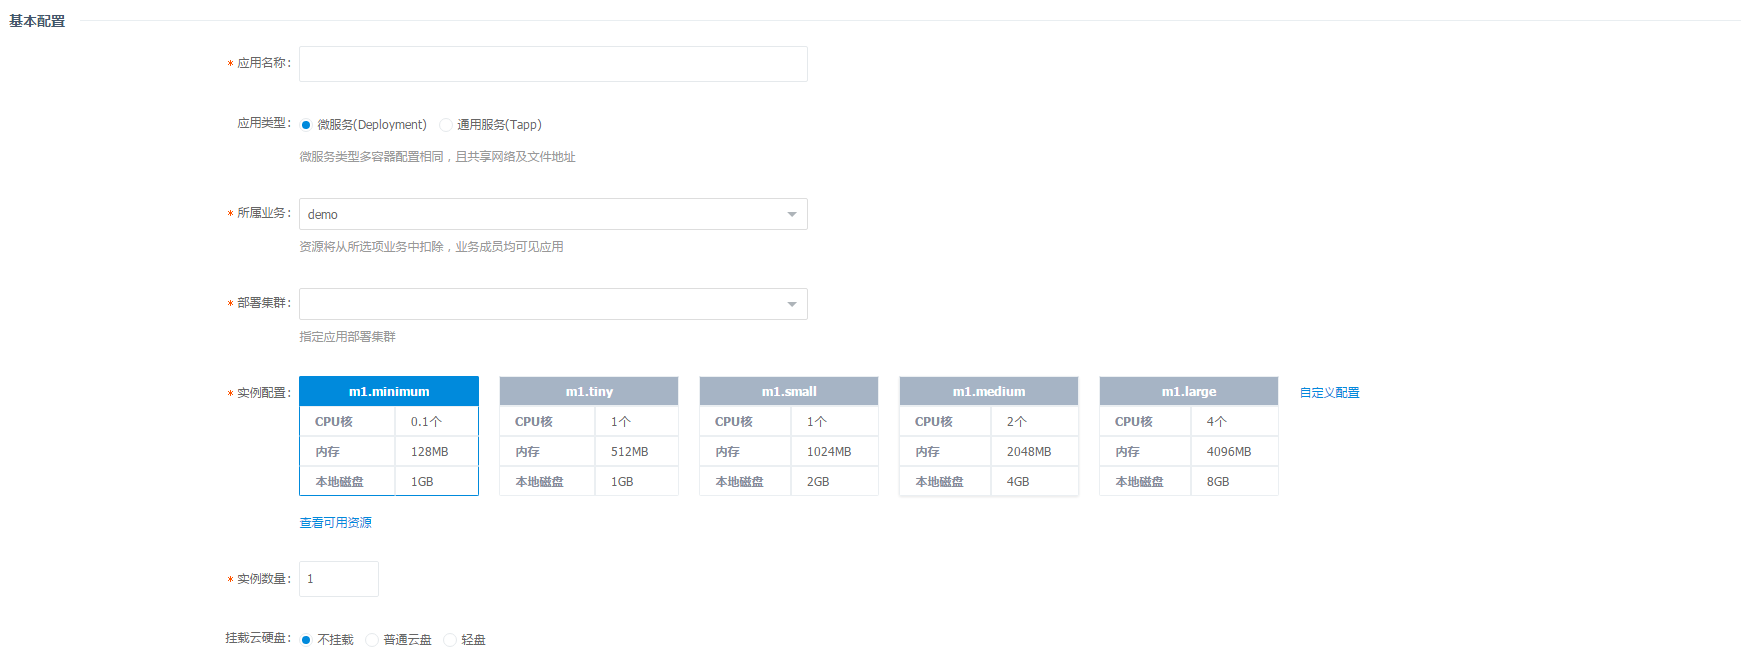 基本配置
* 应用名称：
应用类型： 微服务(Deployment) 通用服务(Tapp)
微服务类型多容器配置相同，且共享网络及文件地址
* 所属业务： demo
资源将从所选项业务中扣除，业务成员均可见应用
* 部署集群：
指定应用部署集群
* 实例配置： m1.minimum m1.tiny m1.small m1.medium m1.large 自定义配置
CPU核 0.1个 CPU核 1个 CPU核 1个 CPU核 2个 CPU核 4个
内存 128MB 内存 512MB 内存 1024MB 内存 2048MB 内存 4096MB
本地磁盘 1GB 本地磁盘 1GB 本地磁盘 2GB 本地磁盘 4GB 本地磁盘 8GB
查看可用资源
* 实例数量： 1
挂载云硬盘： 不挂载 普通云盘 轻盘